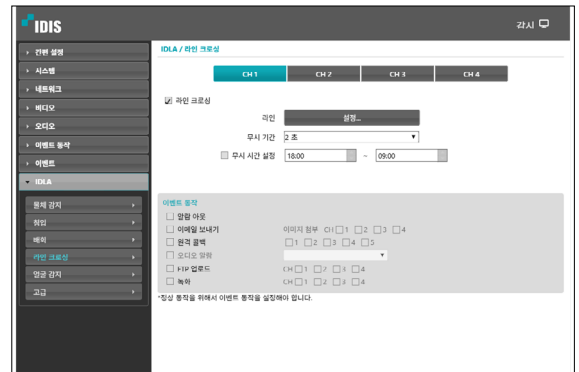 IDIS
감시
간편 설정
시스템
네트워크
비디오
오디오
이벤트 동작
이벤트
IDLA
물체 감지
침입
배회
라인 크로싱
얼굴 감지
고급
IDLA / 라인 크로싱
CH 1 CH 2 CH 3 CH 4
라인 크로싱
라인 설정...
무시 기간 2 초
무시 시간 설정 18:00 ~ 09:00
이벤트 동작
알람 아웃
이메일 보내기 이미지 첨부 CH 1 2 3 4
원격 콜백 1 2 3 4 5
오디오 알람
FTP 업로드 CH 1 2 3 4
녹화 CH 1 2 3 4
*정상 동작을 위해서 이벤트 동작을 설정해야 합니다.